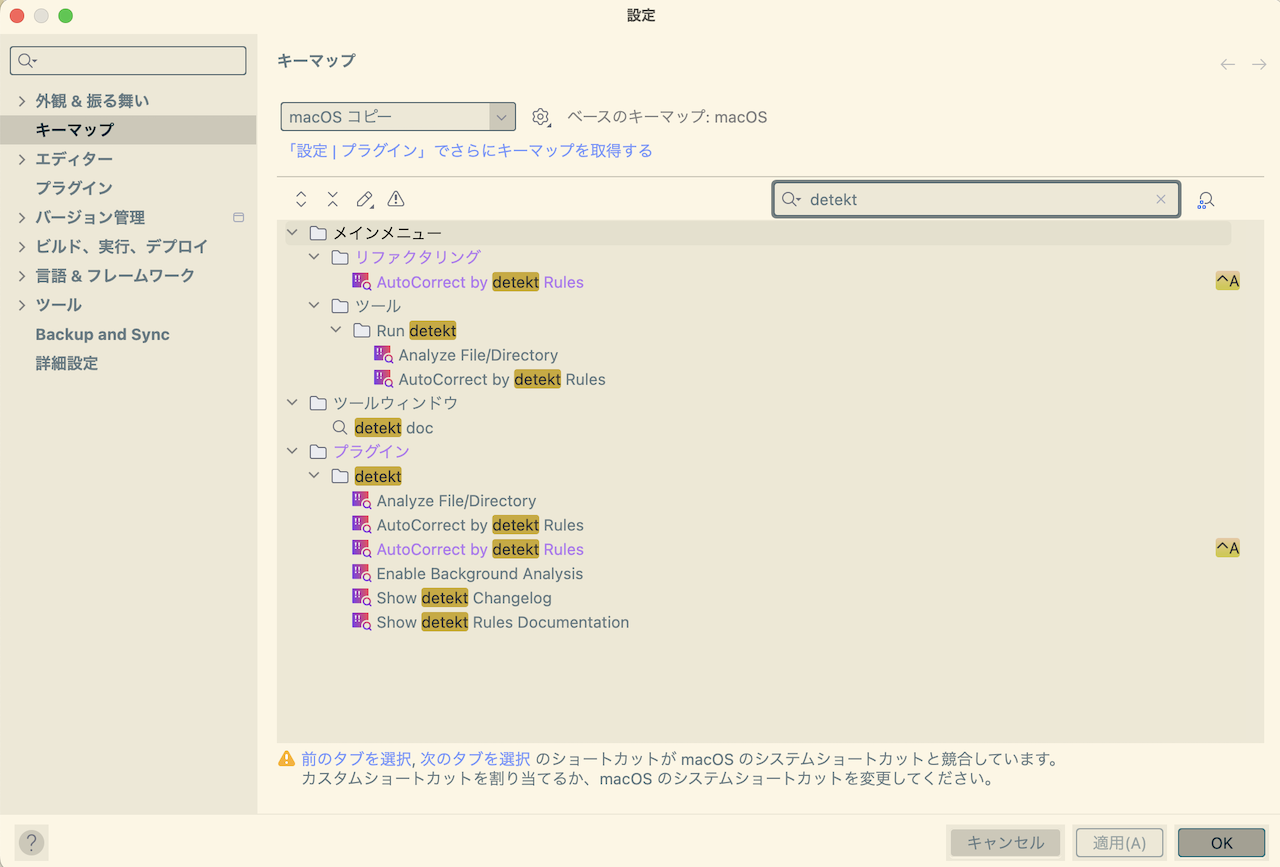 設定
外観 & 振る舞い
キーマップ
エディター
プラグイン
バージョン管理
ビルド、実行、デプロイ
言語 & フレームワーク
ツール
Backup and Sync
詳細設定
キーマップ
macOS コピー
ベースのキーマップ: macOS
「設定 | プラグイン」でさらにキーマップを取得する
detekt
メインメニュー
リファクタリング
AutoCorrect by detekt Rules ^A
ツール
Run detekt
Analyze File/Directory
AutoCorrect by detekt Rules
ツールウィンドウ
detekt doc
プラグイン
detekt
Analyze File/Directory
AutoCorrect by detekt Rules
AutoCorrect by detekt Rules ^A
Enable Background Analysis
Show detekt Changelog
Show detekt Rules Documentation
前のタブを選択, 次のタブを選択 のショートカットが macOS のシステムショートカットと競合しています。
カスタムショートカットを割り当てるか、macOS のシステムショートカットを変更してください。
?
キャンセル
適用(A)
OK